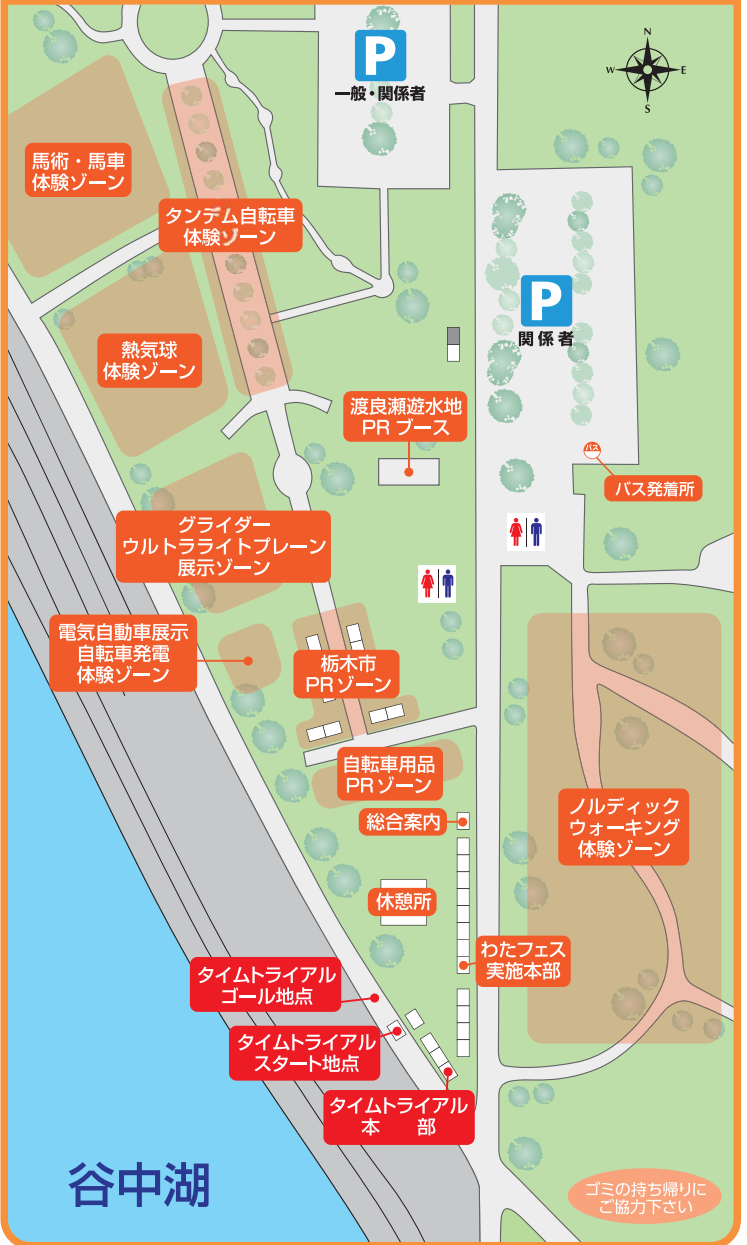 P
一般・関係者
N
W
E
S
馬術・馬車
体験ゾーン
タンデム自転車
体験ゾーン
P
関係者
熱気球
体験ゾーン
渡良瀬遊水地
PR ブース
バス
バス発着所
グライダー
ウルトラライトプレーン
展示ゾーン
電気自動車展示
自転車発電
体験ゾーン
栃木市
PRゾーン
自転車用品
PRゾーン
総合案内
ノルディック
ウォーキング
体験ゾーン
休憩所
わたフェス
実施本部
タイムトライアル
ゴール地点
タイムトライアル
スタート地点
タイムトライアル
本　部
谷中湖
ゴミの持ち帰りに
ご協力下さい